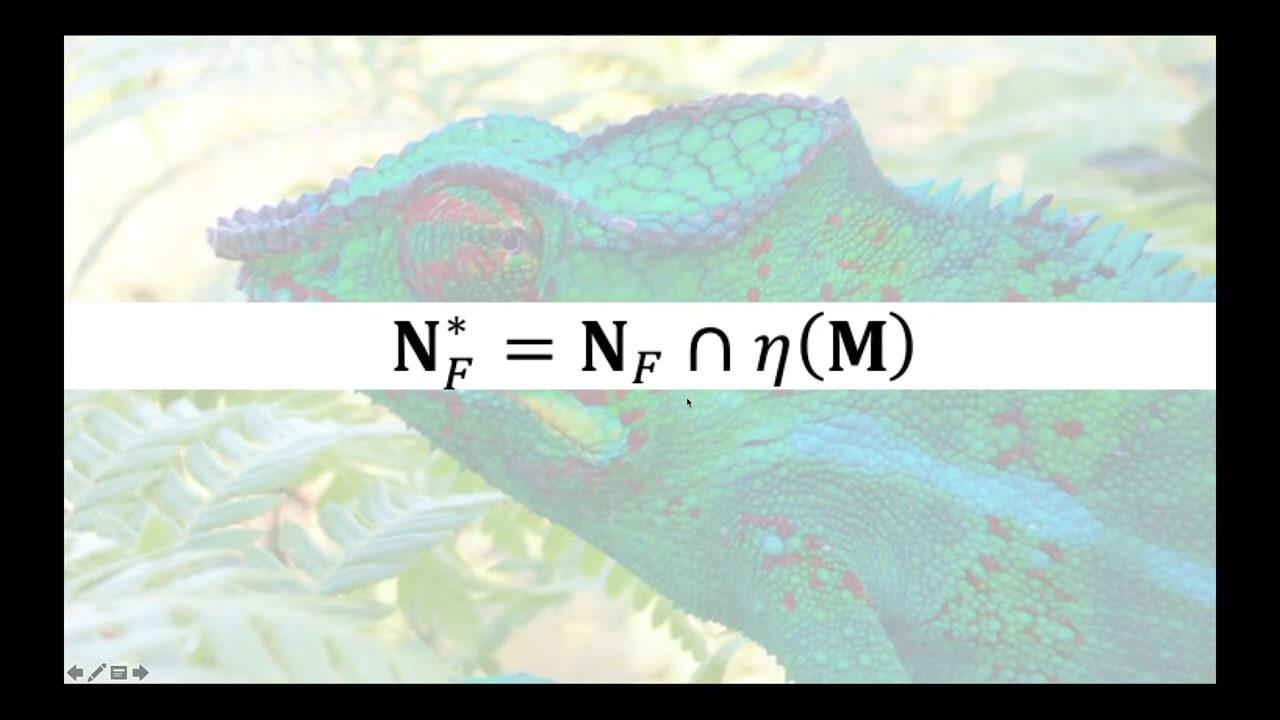 𝐍*_F = 𝐍_F ∩ η(𝐌)